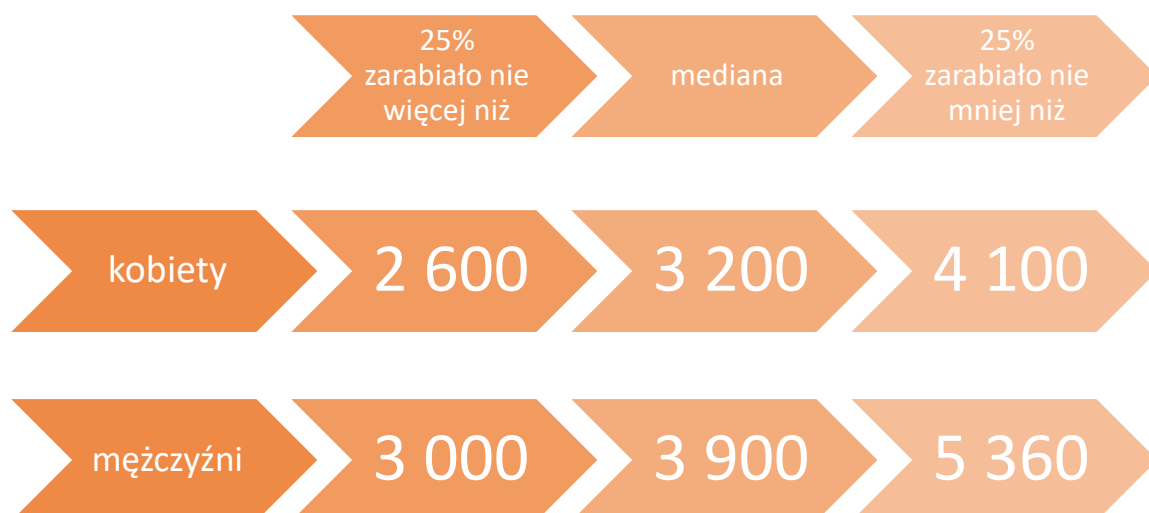 25%
zarabiało nie
więcej niż
mediana
25%
zarabiało nie
mniej niż
kobiety
2 600
3 200
4 100
mężczyźni
3 000
3 900
5 360